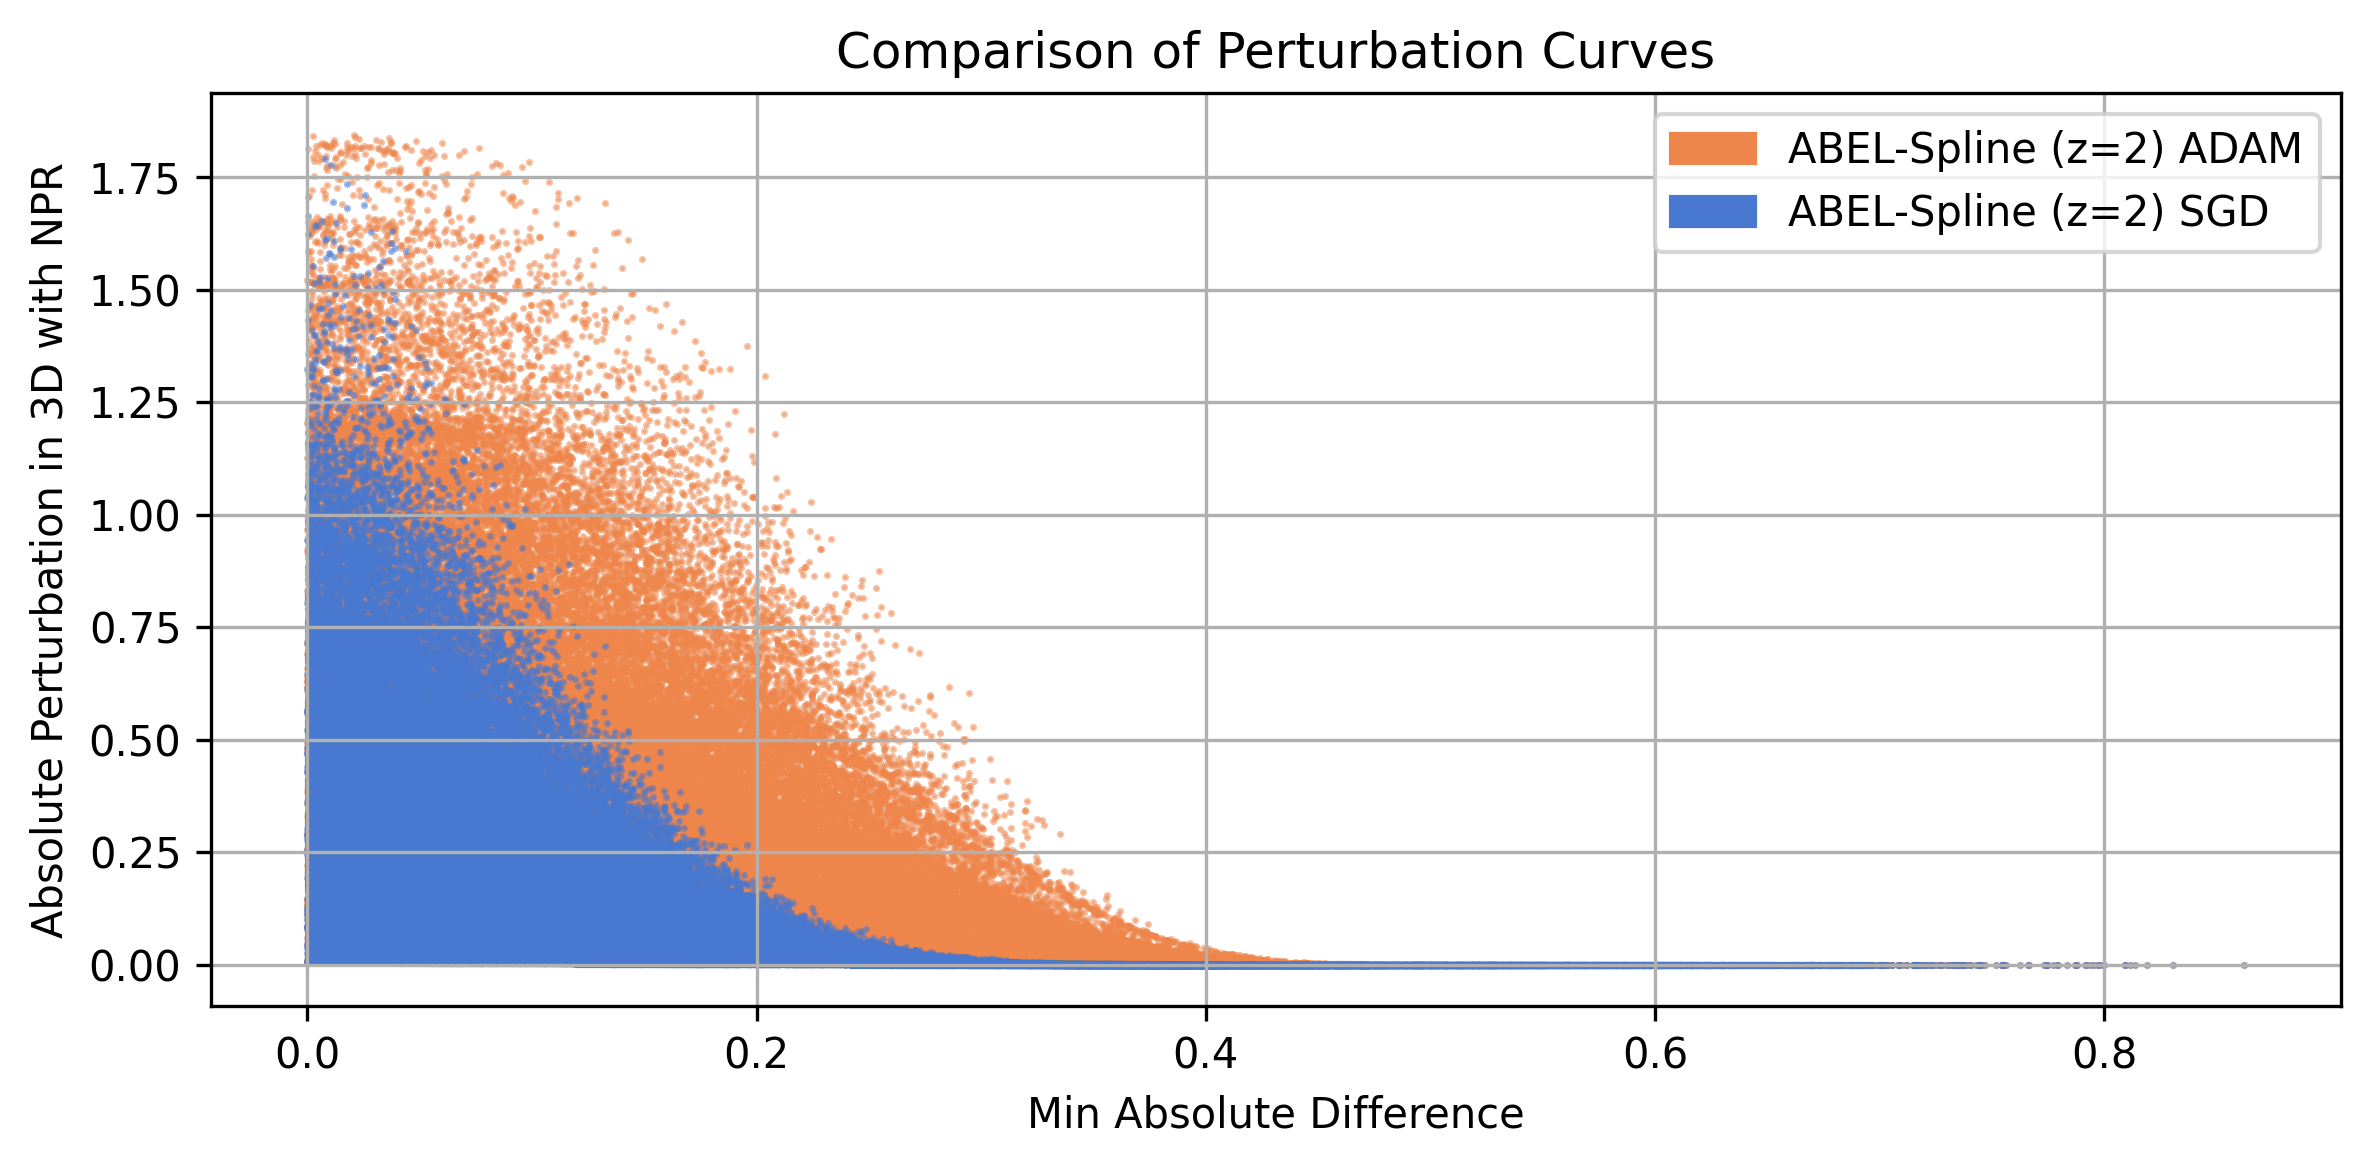 Comparison of Perturbation Curves
ABEL-Spline (z=2) ADAM
ABEL-Spline (z=2) SGD
Absolute Perturbation in 3D with NPR
1.75
1.50
1.25
1.00
0.75
0.50
0.25
0.00
0.0 0.2 0.4 0.6 0.8
Min Absolute Difference